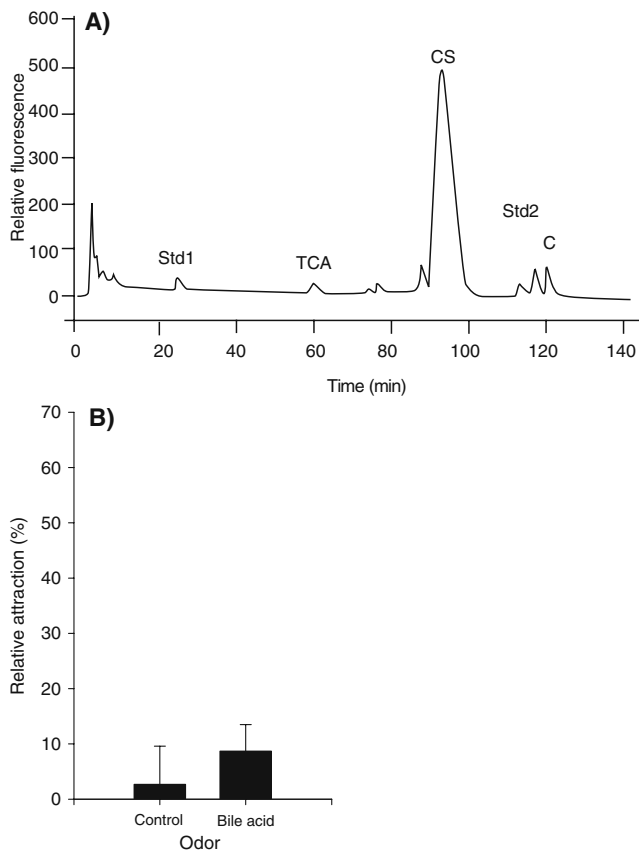 A)
600
500
400
300
200
100
0
Relative fluorescence
Std1
TCA
CS
Std2
C
0 20 40 60 80 100 120 140
Time (min)
B)
70
60
50
40
30
20
10
0
Relative attraction (%)
Control Bile acid
Odor